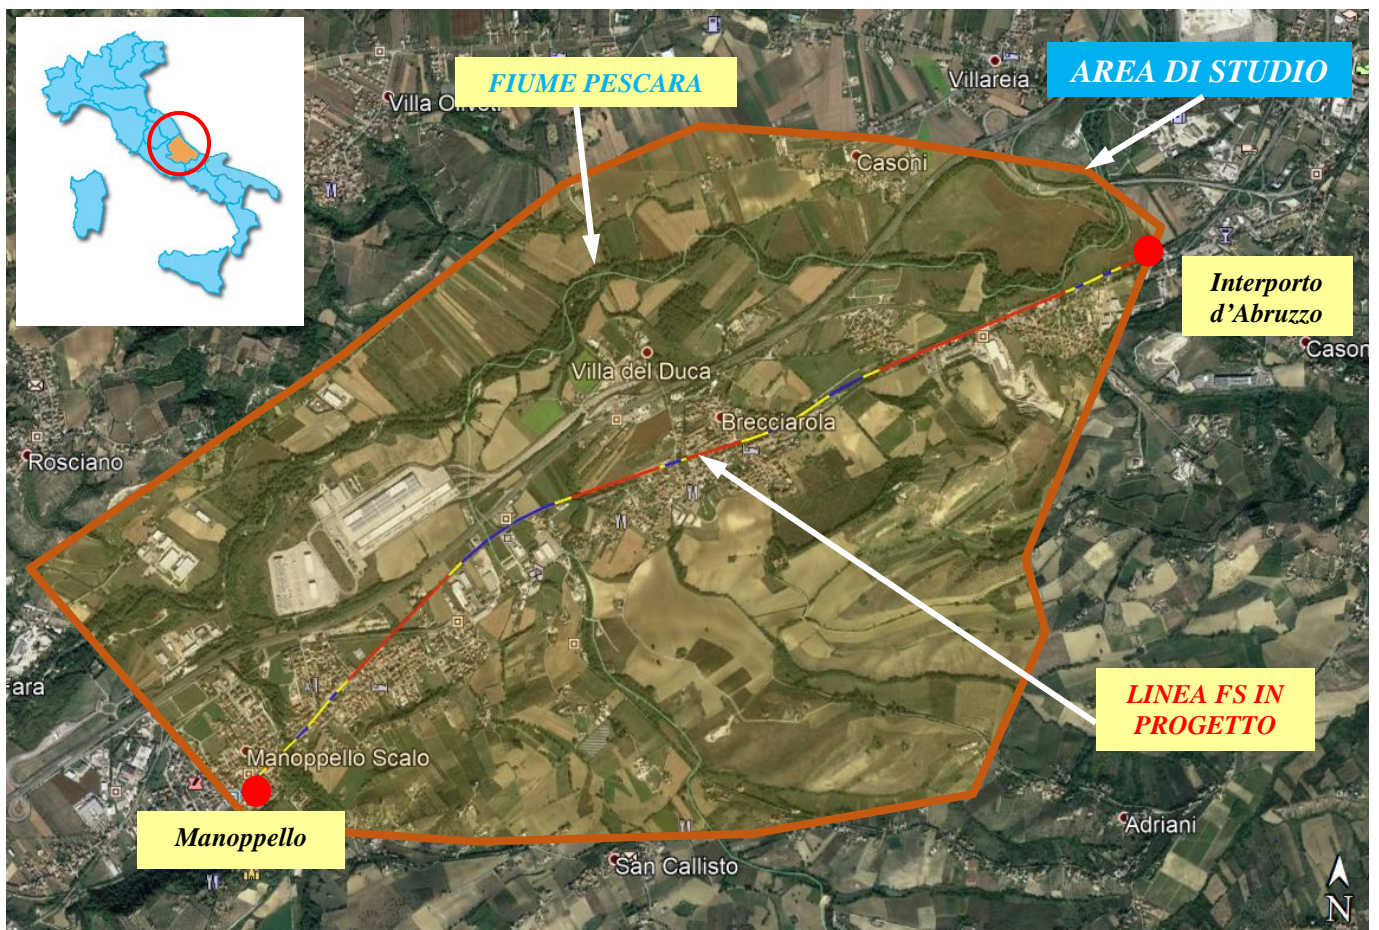 FIUME PESCARA
AREA DI STUDIO
Villareia
Villa
Casoni
Interporto
d'Abruzzo
Villa del Duca
Brecciarola
Rosciano
LINEA FS IN
PROGETTO
Manoppello Scalo
Manoppello
Adriani
San Callisto
N